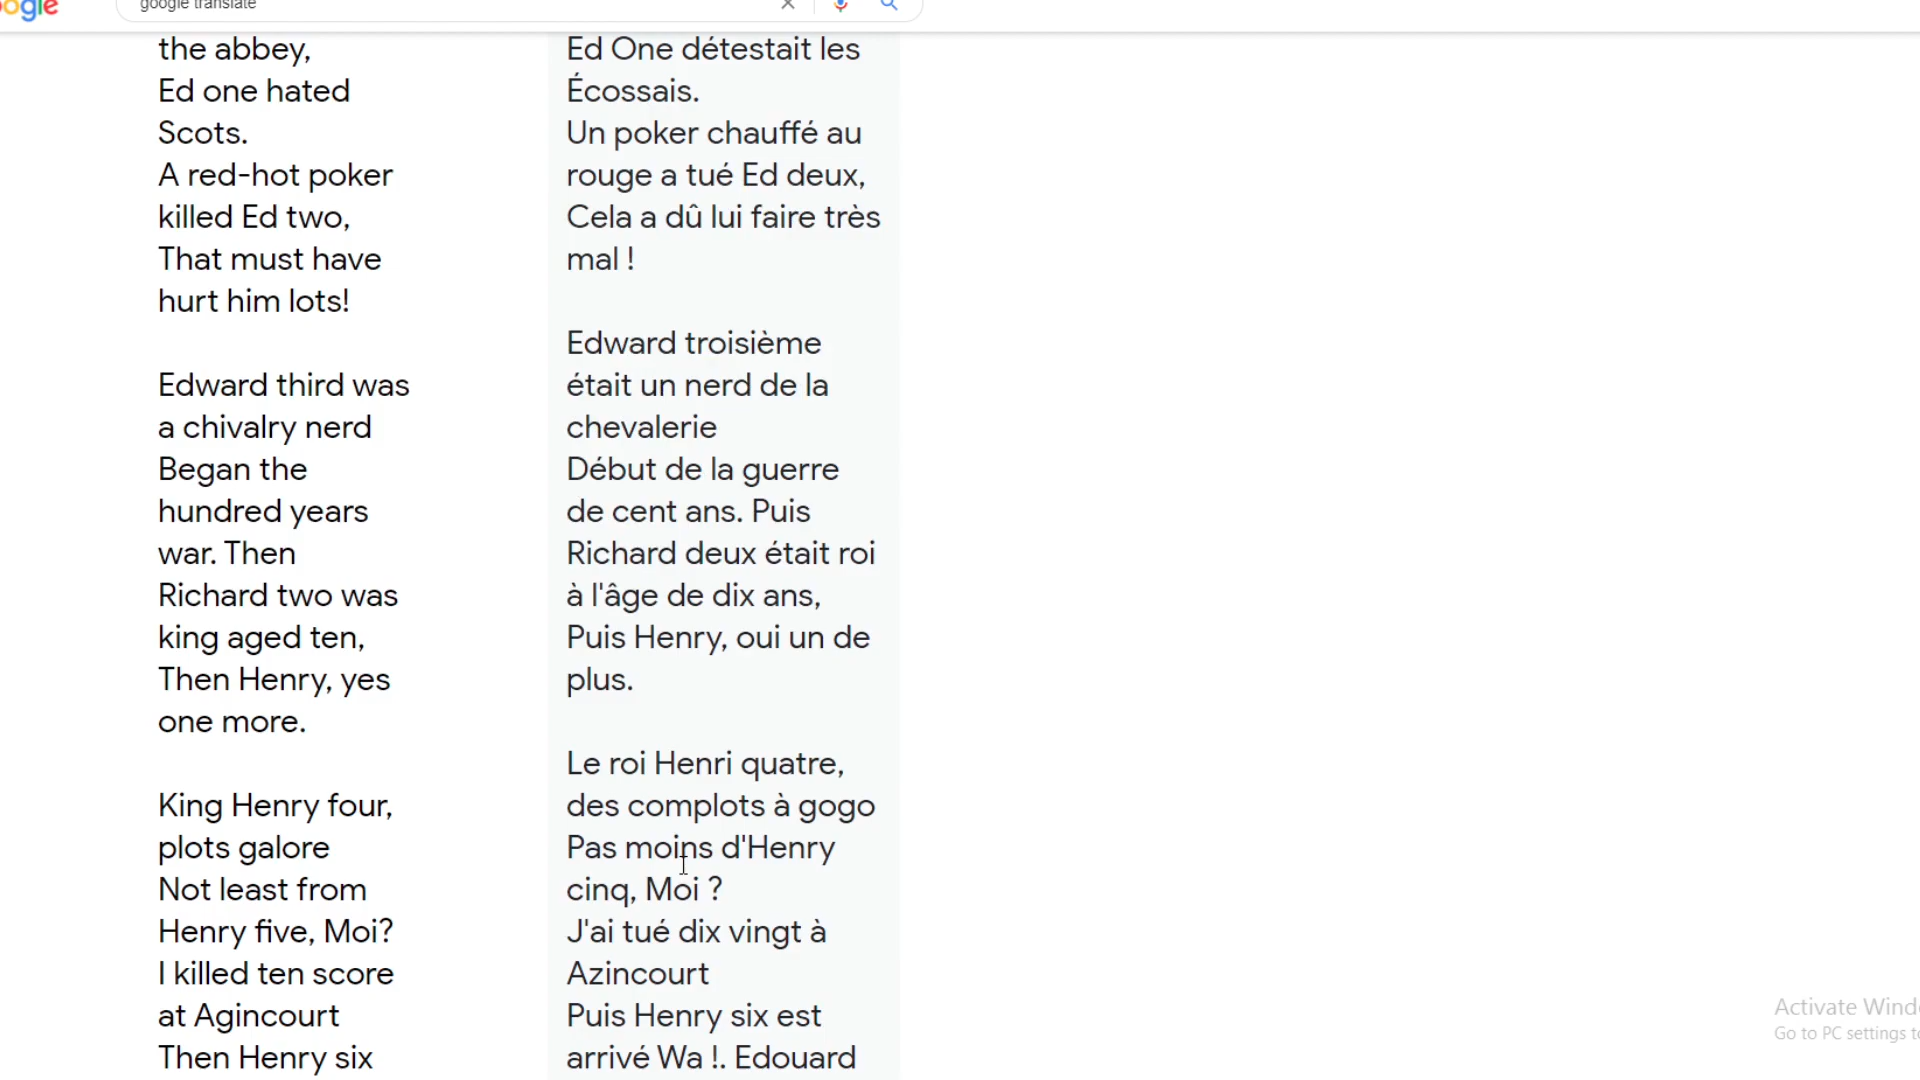 google translate
the abbey,
Ed one hated
Scots.
A red-hot poker
killed Ed two,
That must have
hurt him lots!
Edward third was
a chivalry nerd
Began the
hundred years
war. Then
Richard two was
king aged ten,
Then Henry, yes
one more.
King Henry four,
plots galore
Not least from
Henry five, Moi?
I killed ten score
at Agincourt
Then Henry six
Ed One détestait les
Écossais.
Un poker chauffé au
rouge a tué Ed deux,
Cela a dû lui faire très
mal !
Edward troisième
était un nerd de la
chevalerie
Début de la guerre
de cent ans. Puis
Richard deux était roi
à l'âge de dix ans,
Puis Henry, oui un de
plus.
Le roi Henri quatre,
des complots à gogo
Pas moins d'Henry
cinq, Moi ?
J'ai tué dix vingt à
Azincourt
Puis Henry six est
arrivé Wa !. Edouard
Activate Wind
Go to PC settings t